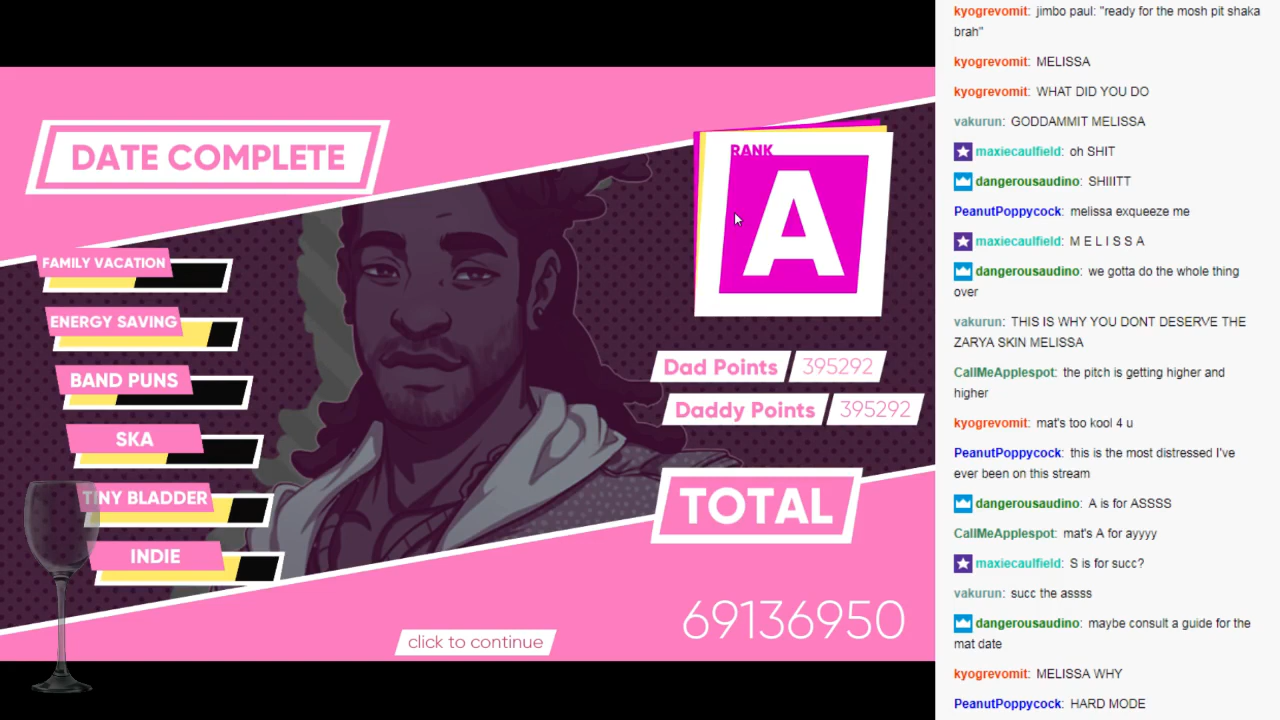 DATE COMPLETE
FAMILY VACATION
ENERGY SAVING
BAND PUNS
SKA
TINY BLADDER
INDIE
RANK
A
Dad Points 395292
Daddy Points 395292
TOTAL
69136950
click to continue
kyogrevomit: jimbo paul: "ready for the mosh pit shaka
brah"
kyogrevomit: MELISSA
kyogrevomit: WHAT DID YOU DO
vakurun: GODDAMMIT MELISSA
maxiecaulfield: oh SHIT
dangerousaudino: SHIIITT
PeanutPoppycock: melissa exqueeze me
maxiecaulfield: M E L I S S A
dangerousaudino: we gotta do the whole thing
over
vakurun: THIS IS WHY YOU DONT DESERVE THE
ZARYA SKIN MELISSA
CallMeApplespot: the pitch is getting higher and
higher
kyogrevomit: mat's too kool 4 u
PeanutPoppycock: this is the most distressed I've
ever been on this stream
dangerousaudino: A is for ASSSS
CallMeApplespot: mat's A for ayyyy
maxiecaulfield: S is for succ?
vakurun: succ the assss
dangerousaudino: maybe consult a guide for the
mat date
kyogrevomit: MELISSA WHY
PeanutPoppycock: HARD MODE